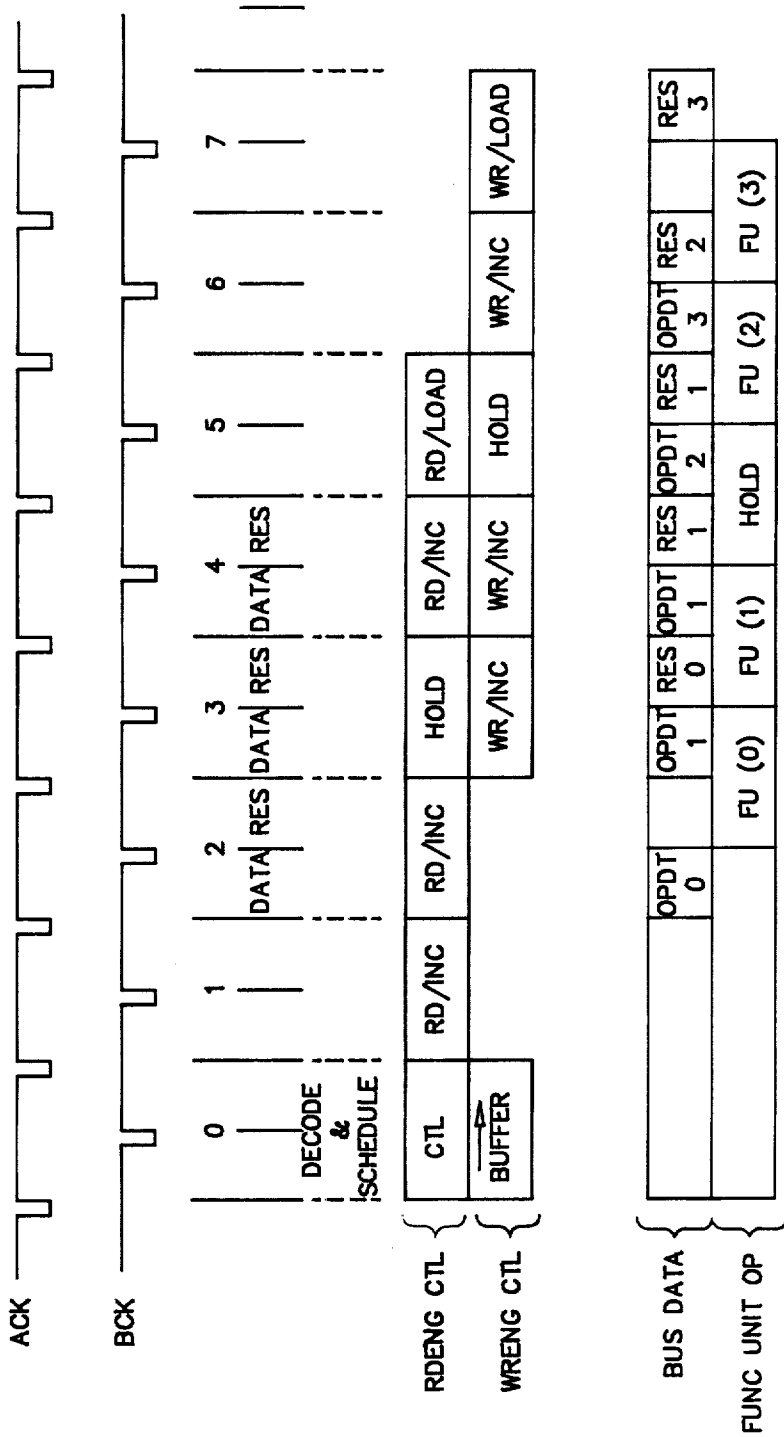 ACK
BCK
0 1 2 3 4 5 6 7
DECODE
&
SCHEDULE
DATA RES DATA RES DATA RES
RDENG CTL
CTL RD/INC RD/INC HOLD RD/INC RD/LOAD
WRENG CTL
BUFFER WR/INC WR/INC HOLD WR/INC WR/LOAD
BUS DATA
OPDT OPDT RES OPDT RES OPDT RES OPDT RES RES
0 1 0 1 1 2 1 3 2 3
FUNC UNIT OP
FU (0) FU (1) HOLD FU (2) FU (3)